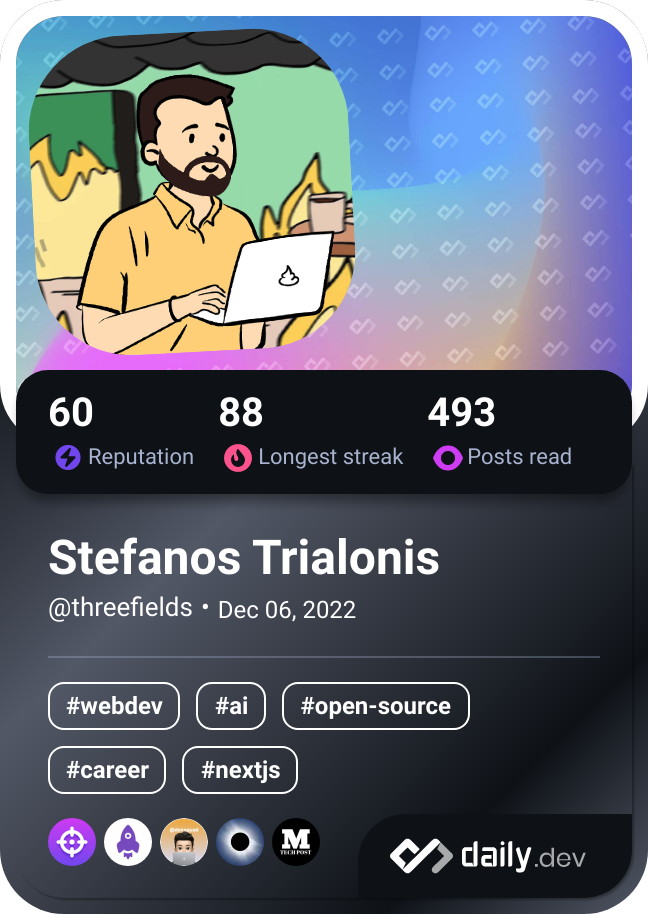 60 88 493
Reputation Longest streak Posts read
Stefanos Trialonis
@threefields • Dec 06, 2022
#webdev #ai #open-source
#career #nextjs
M
TECH POST
daily.dev